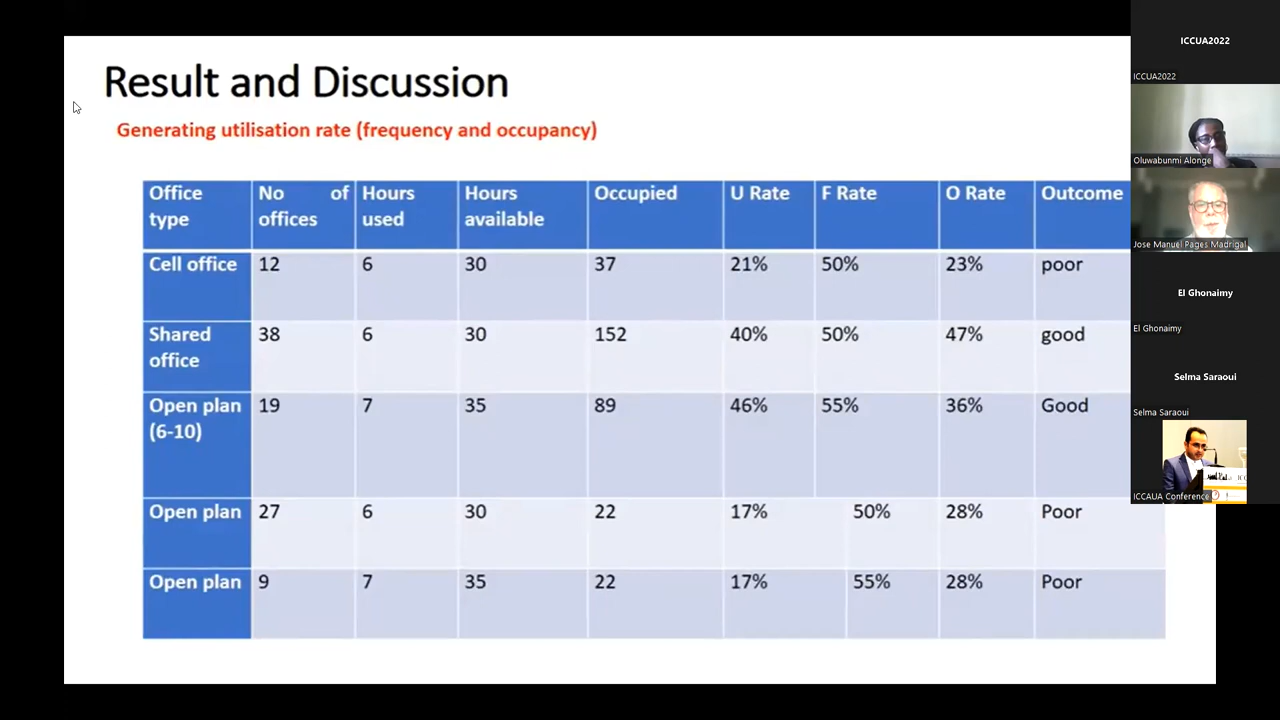 Result and Discussion
Generating utilisation rate (frequency and occupancy)
Office type | No of offices | Hours used | Hours available | Occupied | U Rate | F Rate | O Rate | Outcome
Cell office | 12 | 6 | 30 | 37 | 21% | 50% | 23% | poor
Shared office | 38 | 6 | 30 | 152 | 40% | 50% | 47% | good
Open plan (6-10) | 19 | 7 | 35 | 89 | 46% | 55% | 36% | Good
Open plan | 27 | 6 | 30 | 22 | 17% | 50% | 28% | Poor
Open plan | 9 | 7 | 35 | 22 | 17% | 55% | 28% | Poor
ICCUA2022
ICCUA2022
Oluwabunmi Alonge
Jose Manuel Pages Madrigal
El Ghonaimy
El Ghonaimy
Selma Saraoui
Selma Saraoui
ICCAUA Conference